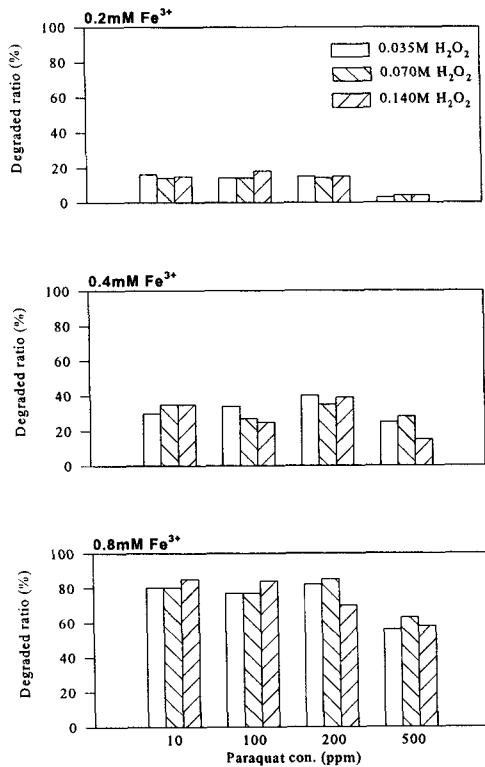 0.2mM Fe³⁺
100
80
60
40
20
0
Degraded ratio (%)
0.035M H₂O₂
0.070M H₂O₂
0.140M H₂O₂
0.4mM Fe³⁺
100
80
60
40
20
0
Degraded ratio (%)
0.8mM Fe³⁺
100
80
60
40
20
0
Degraded ratio (%)
10 100 200 500
Paraquat con. (ppm)